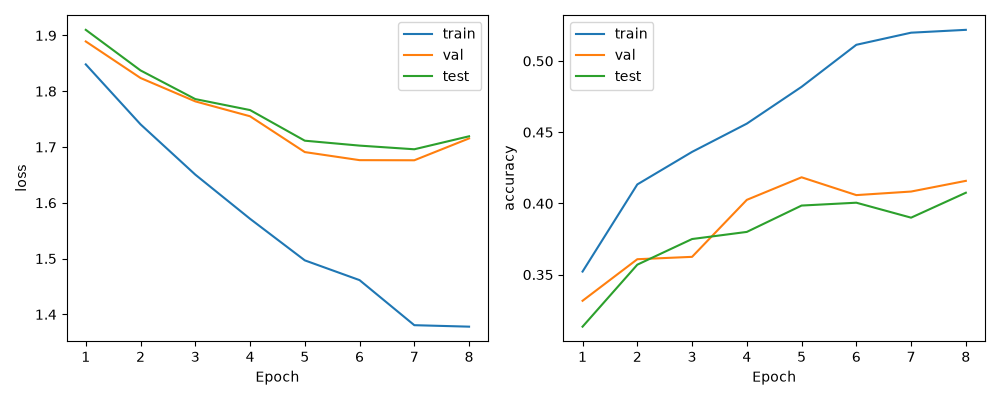 1.9
1.8
1.7
1.6
1.5
1.4
loss
1 2 3 4 5 6 7 8
Epoch
train
val
test
0.50
0.45
0.40
0.35
accuracy
1 2 3 4 5 6 7 8
Epoch
train
val
test